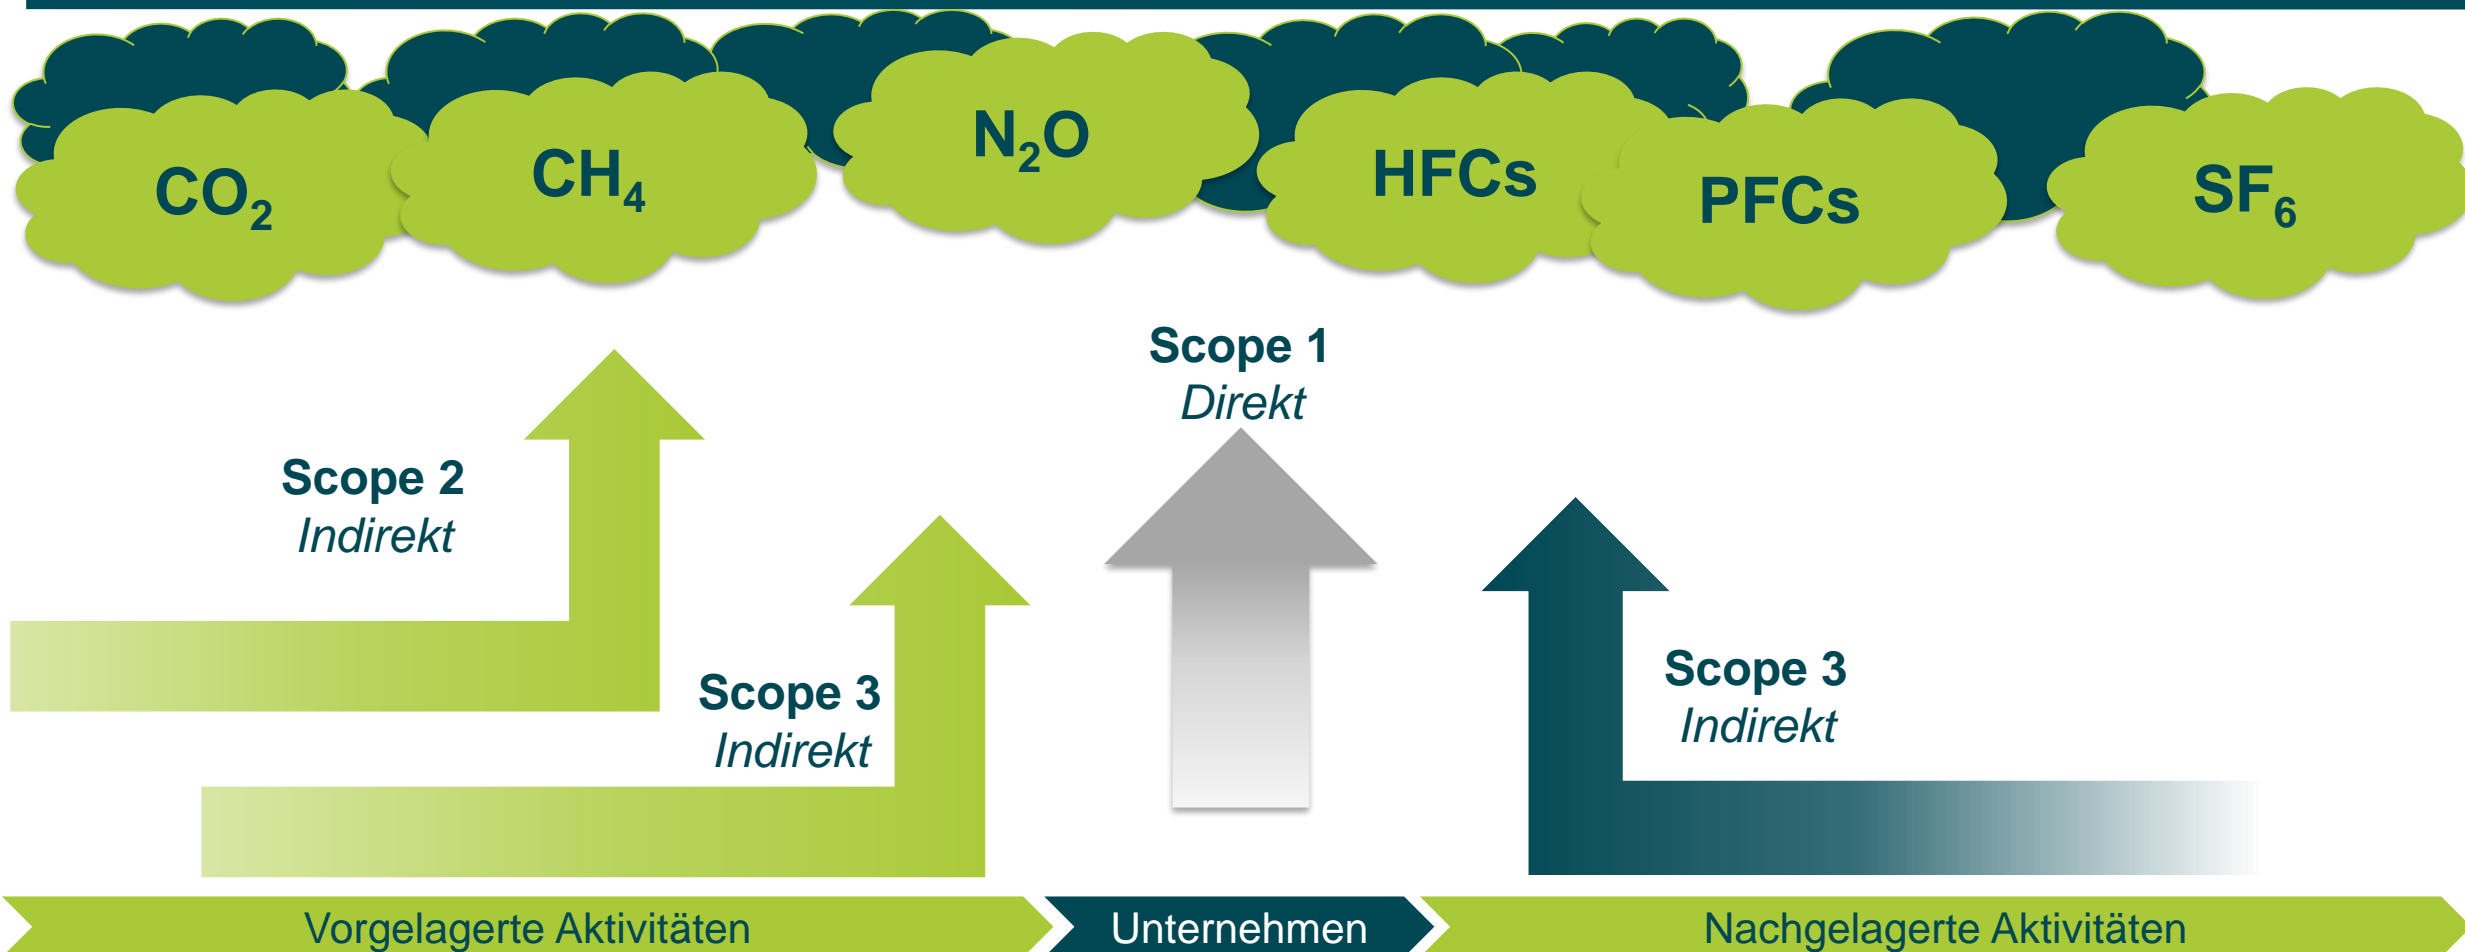 CO₂
CH₄
N₂O
HFCs
PFCs
SF₆
Scope 1
Direkt
Scope 2
Indirekt
Scope 3
Indirekt
Scope 3
Indirekt
Vorgelagerte Aktivitäten
Unternehmen
Nachgelagerte Aktivitäten